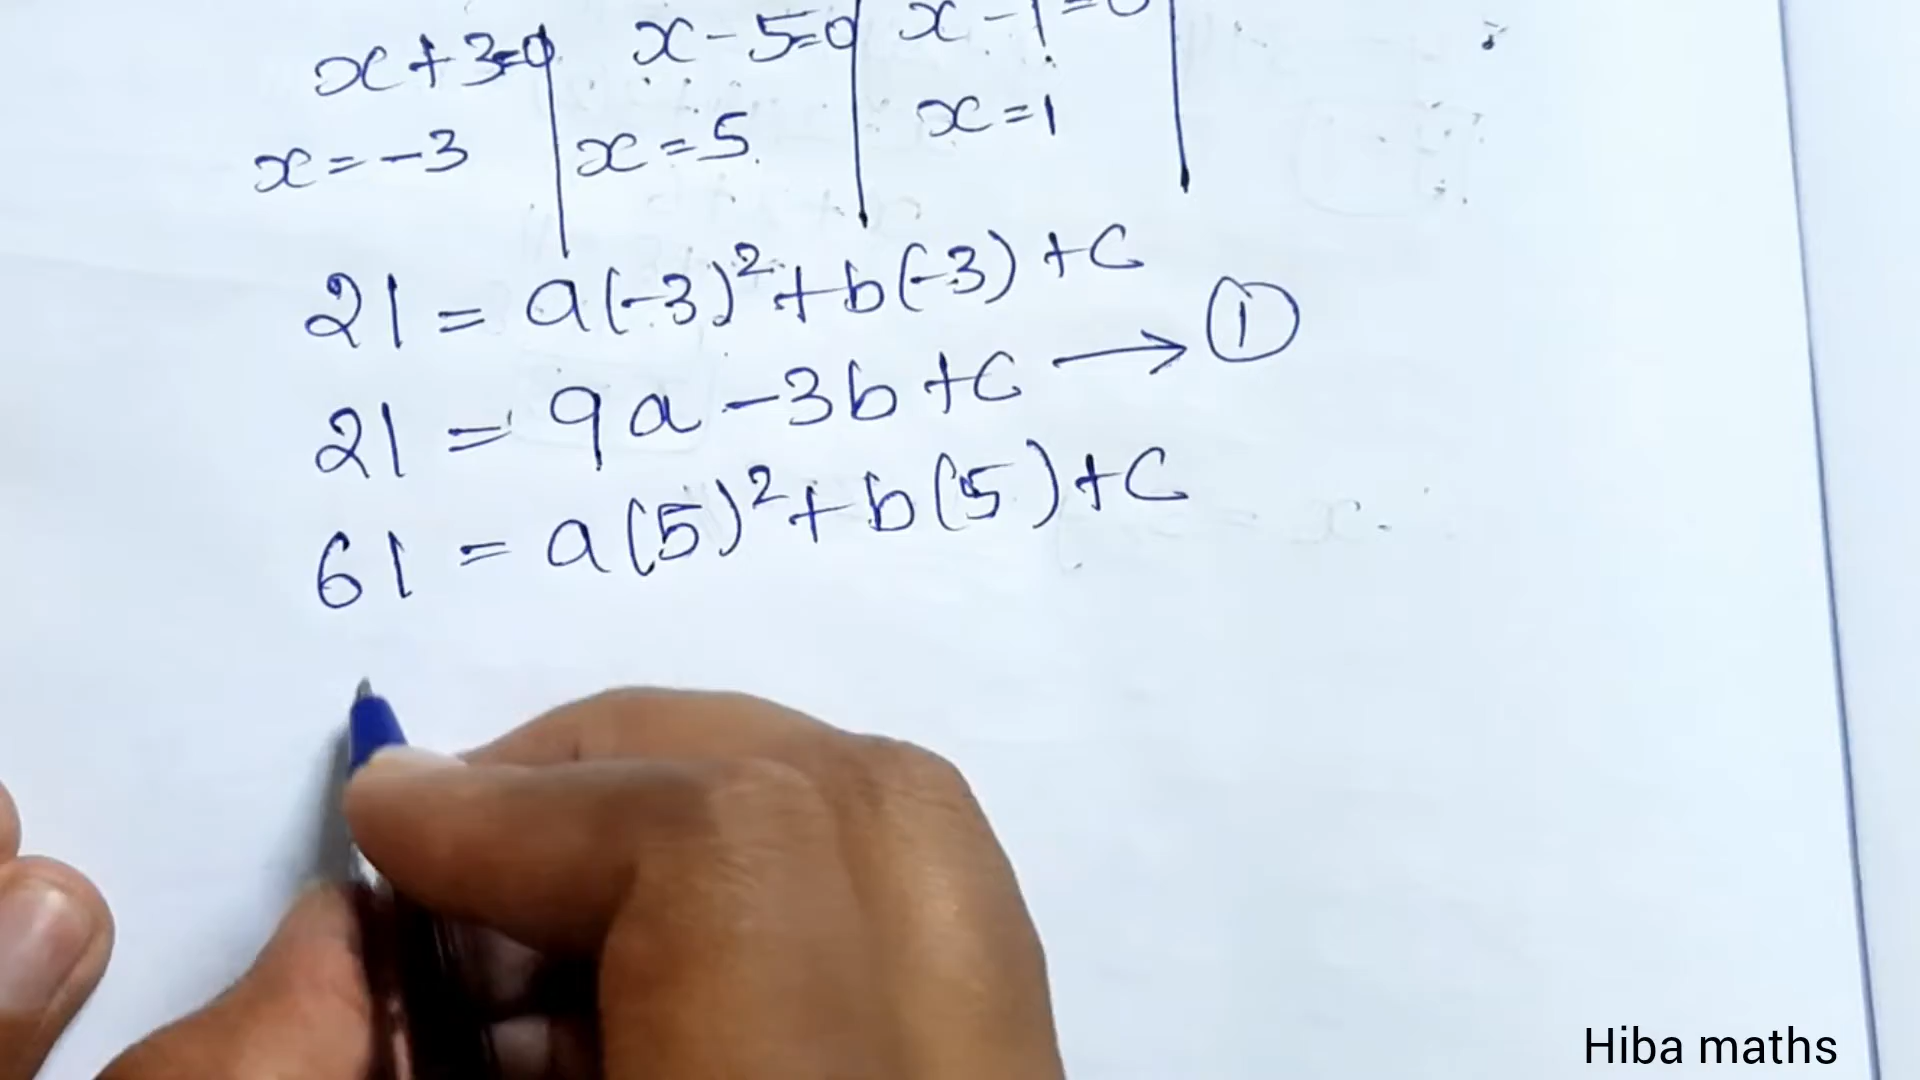 x+3=0 x-5=0 x-1=0
x=-3 x=5 x=1
21 = a(-3)²+b(-3)+c
21 = 9a-3b+c → ①
61 = a(5)²+b(5)+c
Hiba maths